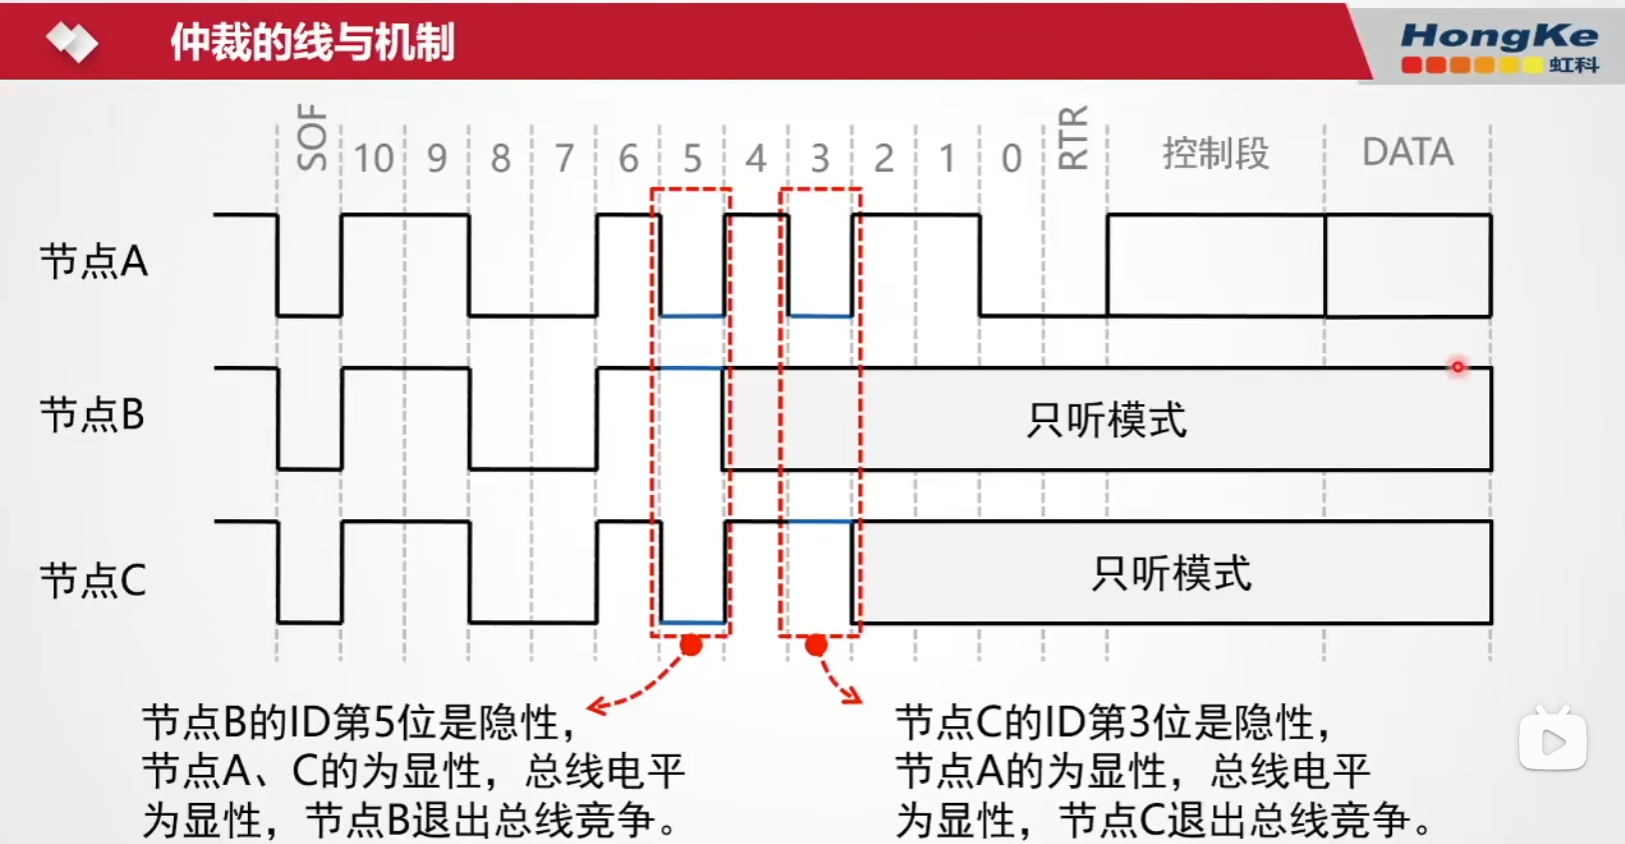 仲裁的线与机制
HongKe
虹科
SOF 10 9 8 7 6 5 4 3 2 1 0 RTR 控制段 DATA
节点A
节点B
只听模式
节点C
只听模式
节点B的ID第5位是隐性，
节点A、C的为显性，总线电平
为显性，节点B退出总线竞争。
节点C的ID第3位是隐性，
节点A的为显性，总线电平
为显性，节点C退出总线竞争。